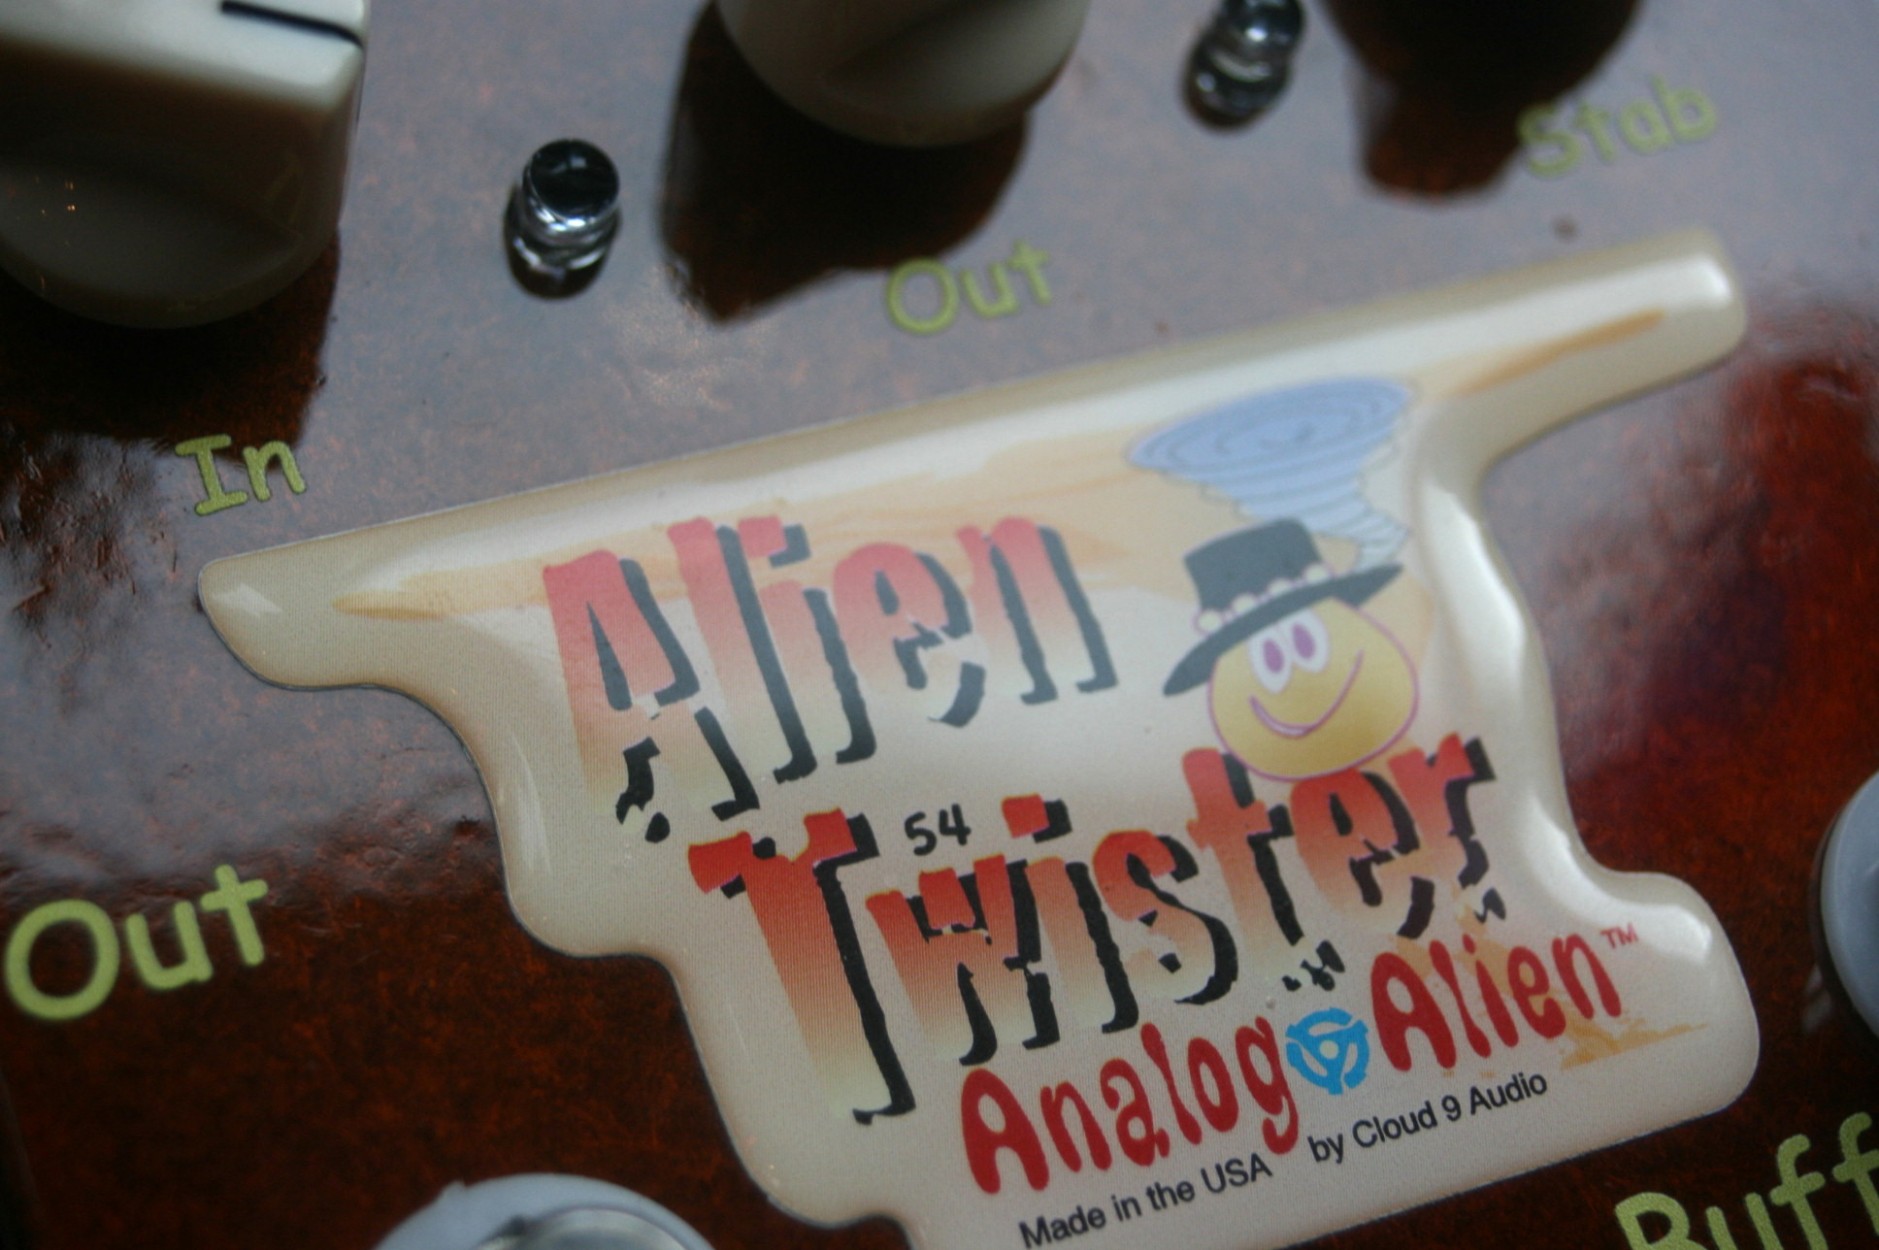 Stab
Out
In
Alien
54
Twister
Out
Analog Alien™
Made in the USA by Cloud 9 Audio
Buff